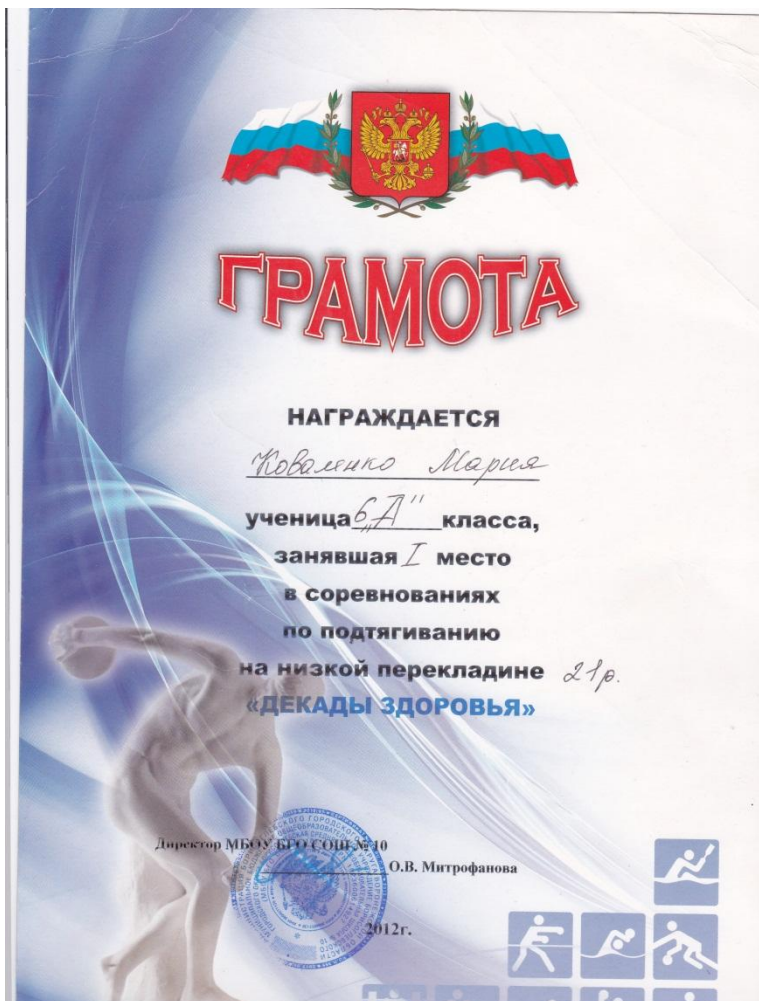 ГРАМОТА
НАГРАЖДАЕТСЯ
Коваленко Мария
ученица 6 „Д" класса,
занявшая I место
в соревнованиях
по подтягиванию
на низкой перекладине 21р.
«ДЕКАДЫ ЗДОРОВЬЯ»
Директор МБОУ БГО СОШ № 10
О.В. Митрофанова
2012г.